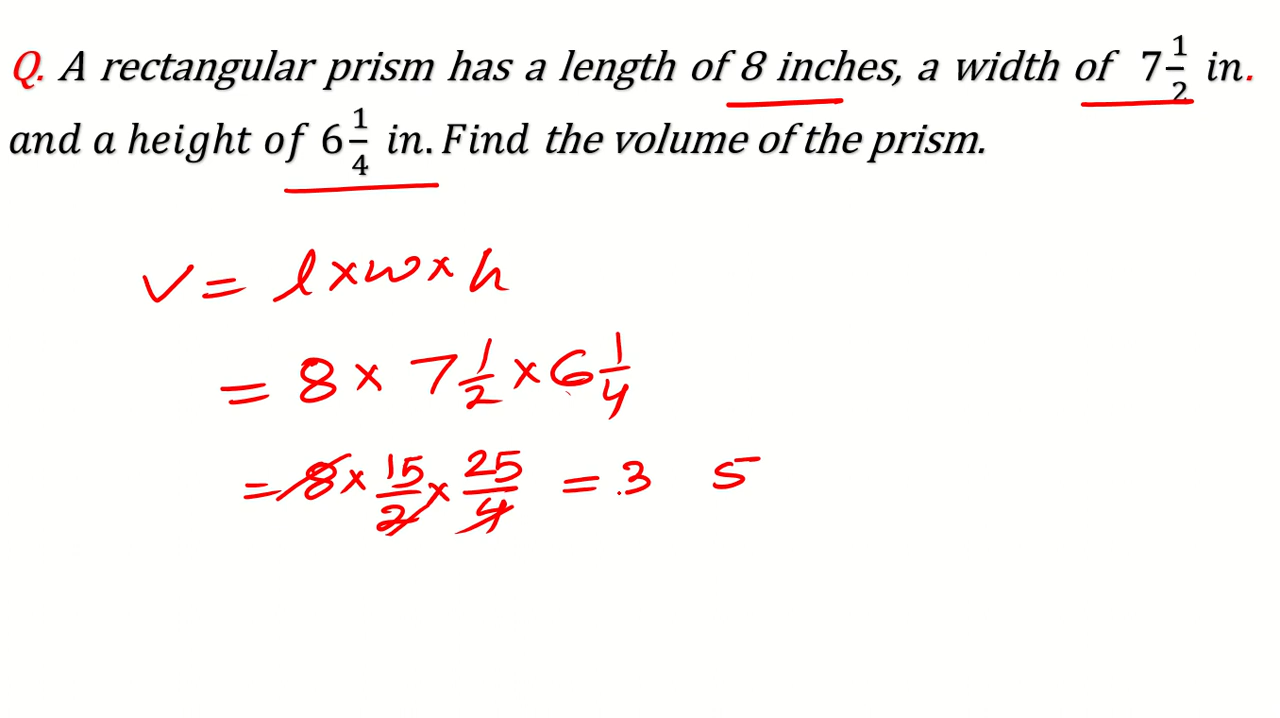 Q. A rectangular prism has a length of 8 inches, a width of 7 1/2 in.
and a height of 6 1/4 in. Find the volume of the prism.
V = l × w × h
= 8 × 7 1/2 × 6 1/4
= 8 × 15/2 × 25/4 = 3 5